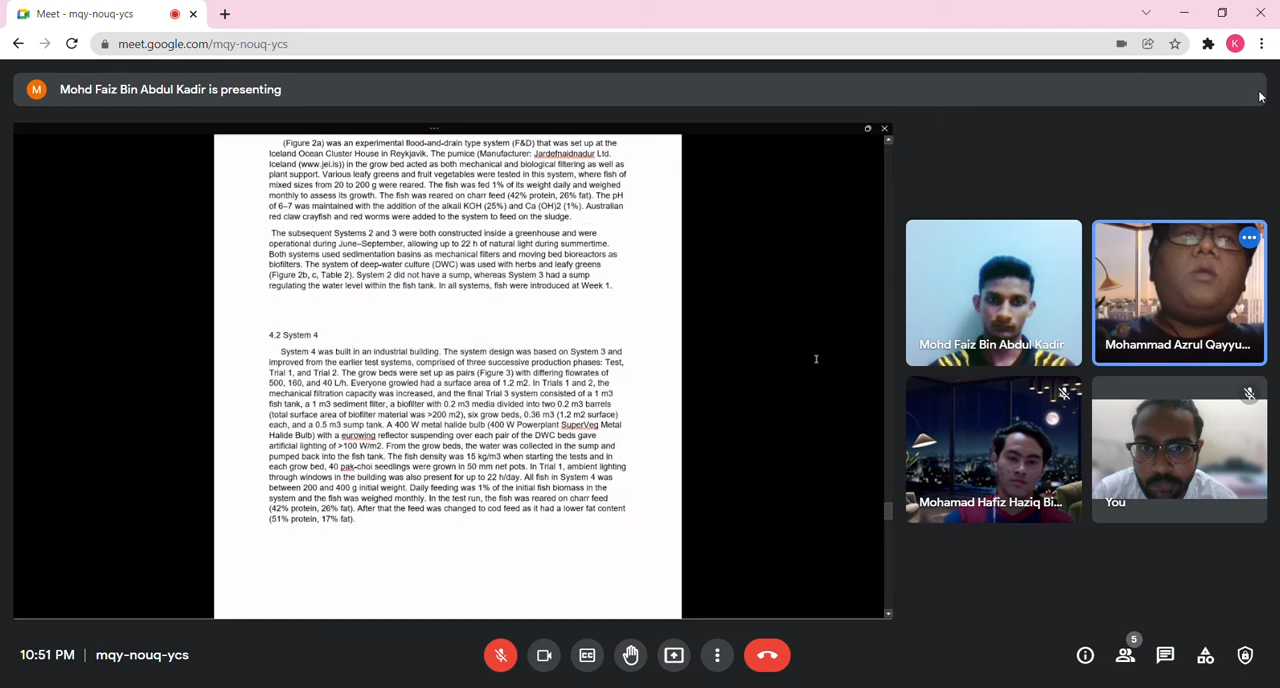 Meet - mqy-nouq-ycs
meet.google.com/mqy-nouq-ycs
K
M
Mohd Faiz Bin Abdul Kadir is presenting
(Figure 2a) was an experimental flood-and-drain type system (F&D) that was set up at the
Iceland Ocean Cluster House in Reykjavik. The pumice (Manufacturer: Jardefnaidnadur Ltd.
Iceland (www.jei.is)) in the grow bed acted as both mechanical and biological filtering as well as
plant support. Various leafy greens and fruit vegetables were tested in this system, where fish of
mixed sizes from 20 to 200 g were reared. The fish was fed 1% of its weight daily and weighed
monthly to assess its growth. The fish was reared on charr feed (42% protein, 26% fat). The pH
of 6–7 was maintained with the addition of the alkali KOH (25%) and Ca (OH)2 (1%). Australian
red claw crayfish and red worms were added to the system to feed on the sludge.
The subsequent Systems 2 and 3 were both constructed inside a greenhouse and were
operational during June–September, allowing up to 22 h of natural light during summertime.
Both systems used sedimentation basins as mechanical filters and moving bed bioreactors as
biofilters. The system of deep-water culture (DWC) was used with herbs and leafy greens
(Figure 2b, c, Table 2). System 2 did not have a sump, whereas System 3 had a sump
regulating the water level within the fish tank. In all systems, fish were introduced at Week 1.
4.2 System 4
System 4 was built in an industrial building. The system design was based on System 3 and
improved from the earlier test systems, comprised of three successive production phases: Test,
Trial 1, and Trial 2. The grow beds were set up as pairs (Figure 3) with differing flowrates of
500, 160, and 40 L/h. Everyone growled had a surface area of 1.2 m2. In Trials 1 and 2, the
mechanical filtration capacity was increased, and the final Trial 3 system consisted of a 1 m3
fish tank, a 1 m3 sediment filter, a biofilter with 0.2 m3 media divided into two 0.2 m3 barrels
(total surface area of biofilter material was >200 m2), six grow beds, 0.36 m3 (1.2 m2 surface)
each, and a 0.5 m3 sump tank. A 400 W metal halide bulb (400 W Powerplant SuperVeg Metal
Halide Bulb) with a eurowing reflector suspending over each pair of the DWC beds gave
artificial lighting of >100 W/m2. From the grow beds, the water was collected in the sump and
pumped back into the fish tank. The fish density was 15 kg/m3 when starting the tests and in
each grow bed, 40 pak-choi seedlings were grown in 50 mm net pots. In Trial 1, ambient lighting
through windows in the building was also present for up to 22 h/day. All fish in System 4 was
between 200 and 400 g initial weight. Daily feeding was 1% of the initial fish biomass in the
system and the fish was weighed monthly. In the test run, the fish was reared on charr feed
(42% protein, 26% fat). After that the feed was changed to cod feed as it had a lower fat content
(51% protein, 17% fat).
Mohd Faiz Bin Abdul Kadir
Mohammad Azrul Qayyu...
Mohamad Hafiz Haziq Bi...
You
10:51 PM | mqy-nouq-ycs
5